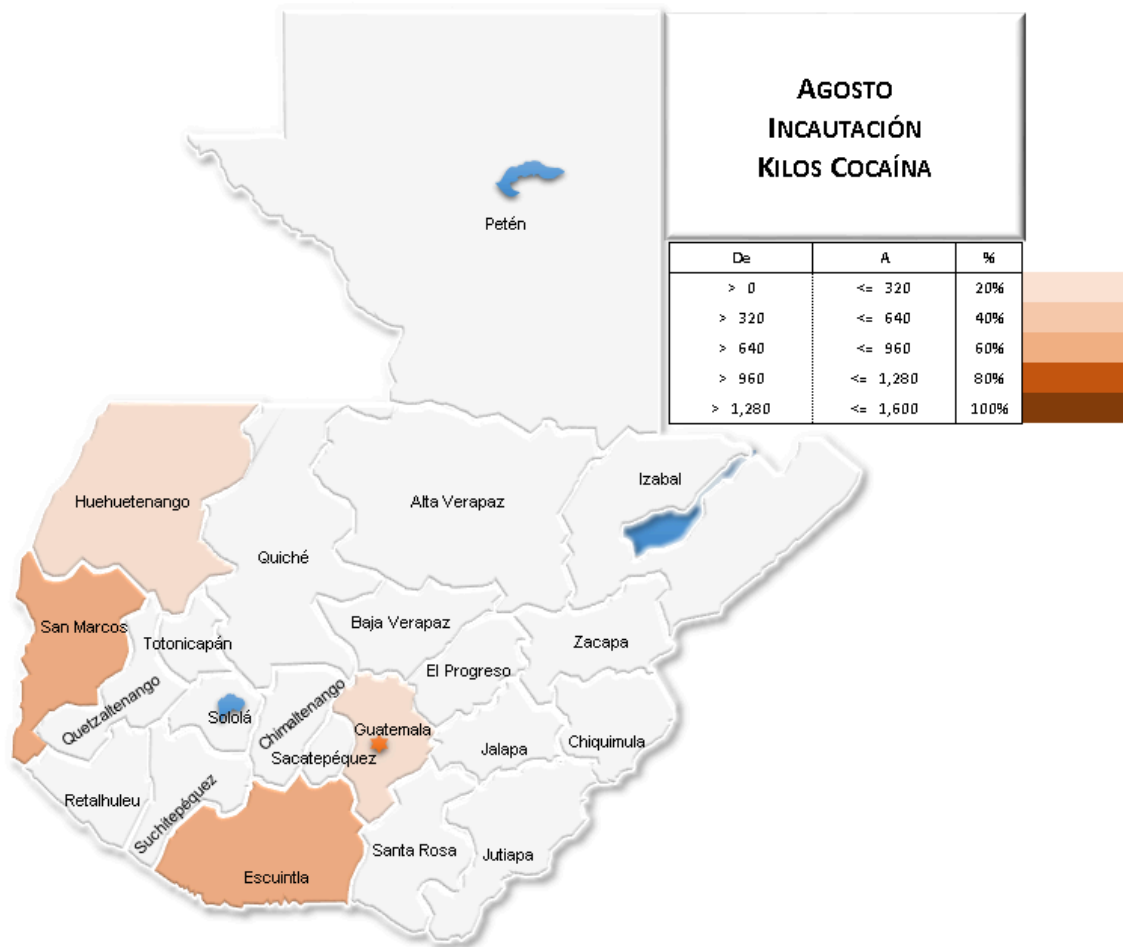 AGOSTO
INCAUTACIÓN
KILOS COCAÍNA
De A %
> 0 <= 320 20%
> 320 <= 640 40%
> 640 <= 960 60%
> 960 <= 1,280 80%
> 1,280 <= 1,600 100%
Petén
Huehuetenango
Quiché
Alta Verapaz
Izabal
San Marcos
Totonicapán
Baja Verapaz
El Progreso
Zacapa
Quetzaltenango
Sololá
Chimaltenango
Sacatepéquez
Guatemala
Jalapa
Chiquimula
Retalhuleu
Suchitepéquez
Escuintla
Santa Rosa
Jutiapa